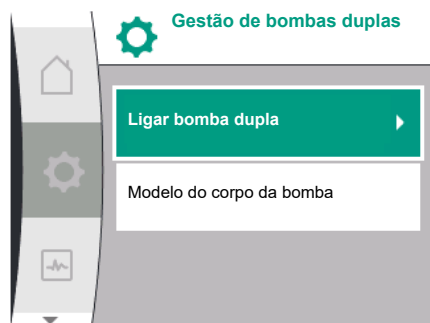 Gestão de bombas duplas
Ligar bomba dupla
Modelo do corpo da bomba